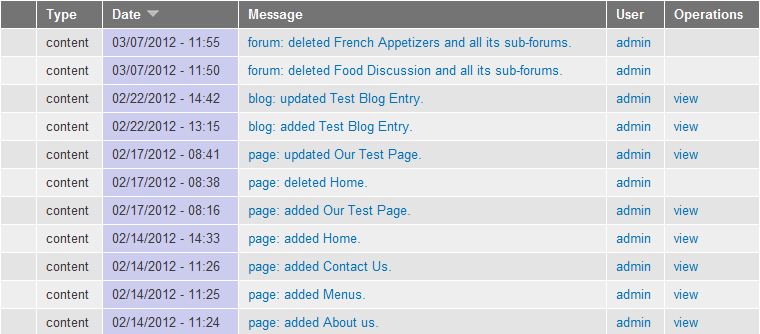 Type Date Message User Operations
content 03/07/2012 - 11:55 forum: deleted French Appetizers and all its sub-forums. admin
content 03/07/2012 - 11:50 forum: deleted Food Discussion and all its sub-forums. admin
content 02/22/2012 - 14:42 blog: updated Test Blog Entry. admin view
content 02/22/2012 - 13:15 blog: added Test Blog Entry. admin view
content 02/17/2012 - 08:41 page: updated Our Test Page. admin view
content 02/17/2012 - 08:38 page: deleted Home. admin
content 02/17/2012 - 08:16 page: added Our Test Page. admin view
content 02/14/2012 - 14:33 page: added Home. admin view
content 02/14/2012 - 11:26 page: added Contact Us. admin view
content 02/14/2012 - 11:25 page: added Menus. admin view
content 02/14/2012 - 11:24 page: added About us. admin view